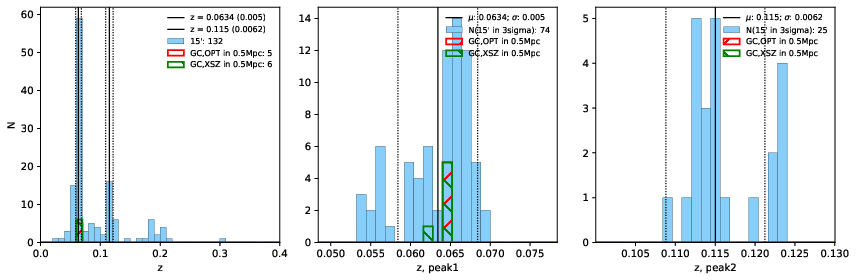 z = 0.0634 (0.005)
z = 0.115 (0.0062)
15': 132
GC,OPT in 0.5Mpc: 5
GC,XSZ in 0.5Mpc: 6
60
50
40
30
20
10
0
N
0.0
0.1
0.2
0.3
0.4
z
μ: 0.0634; σ: 0.005
N(15' in 3sigma): 74
GC,OPT in 0.5Mpc
GC,XSZ in 0.5Mpc
14
12
10
8
6
4
2
0
0.050
0.055
0.060
0.065
0.070
0.075
z, peak1
μ: 0.115; σ: 0.0062
N(15' in 3sigma): 25
GC,OPT in 0.5Mpc
GC,XSZ in 0.5Mpc
5
4
3
2
1
0
0.105
0.110
0.115
0.120
0.125
0.130
z, peak2